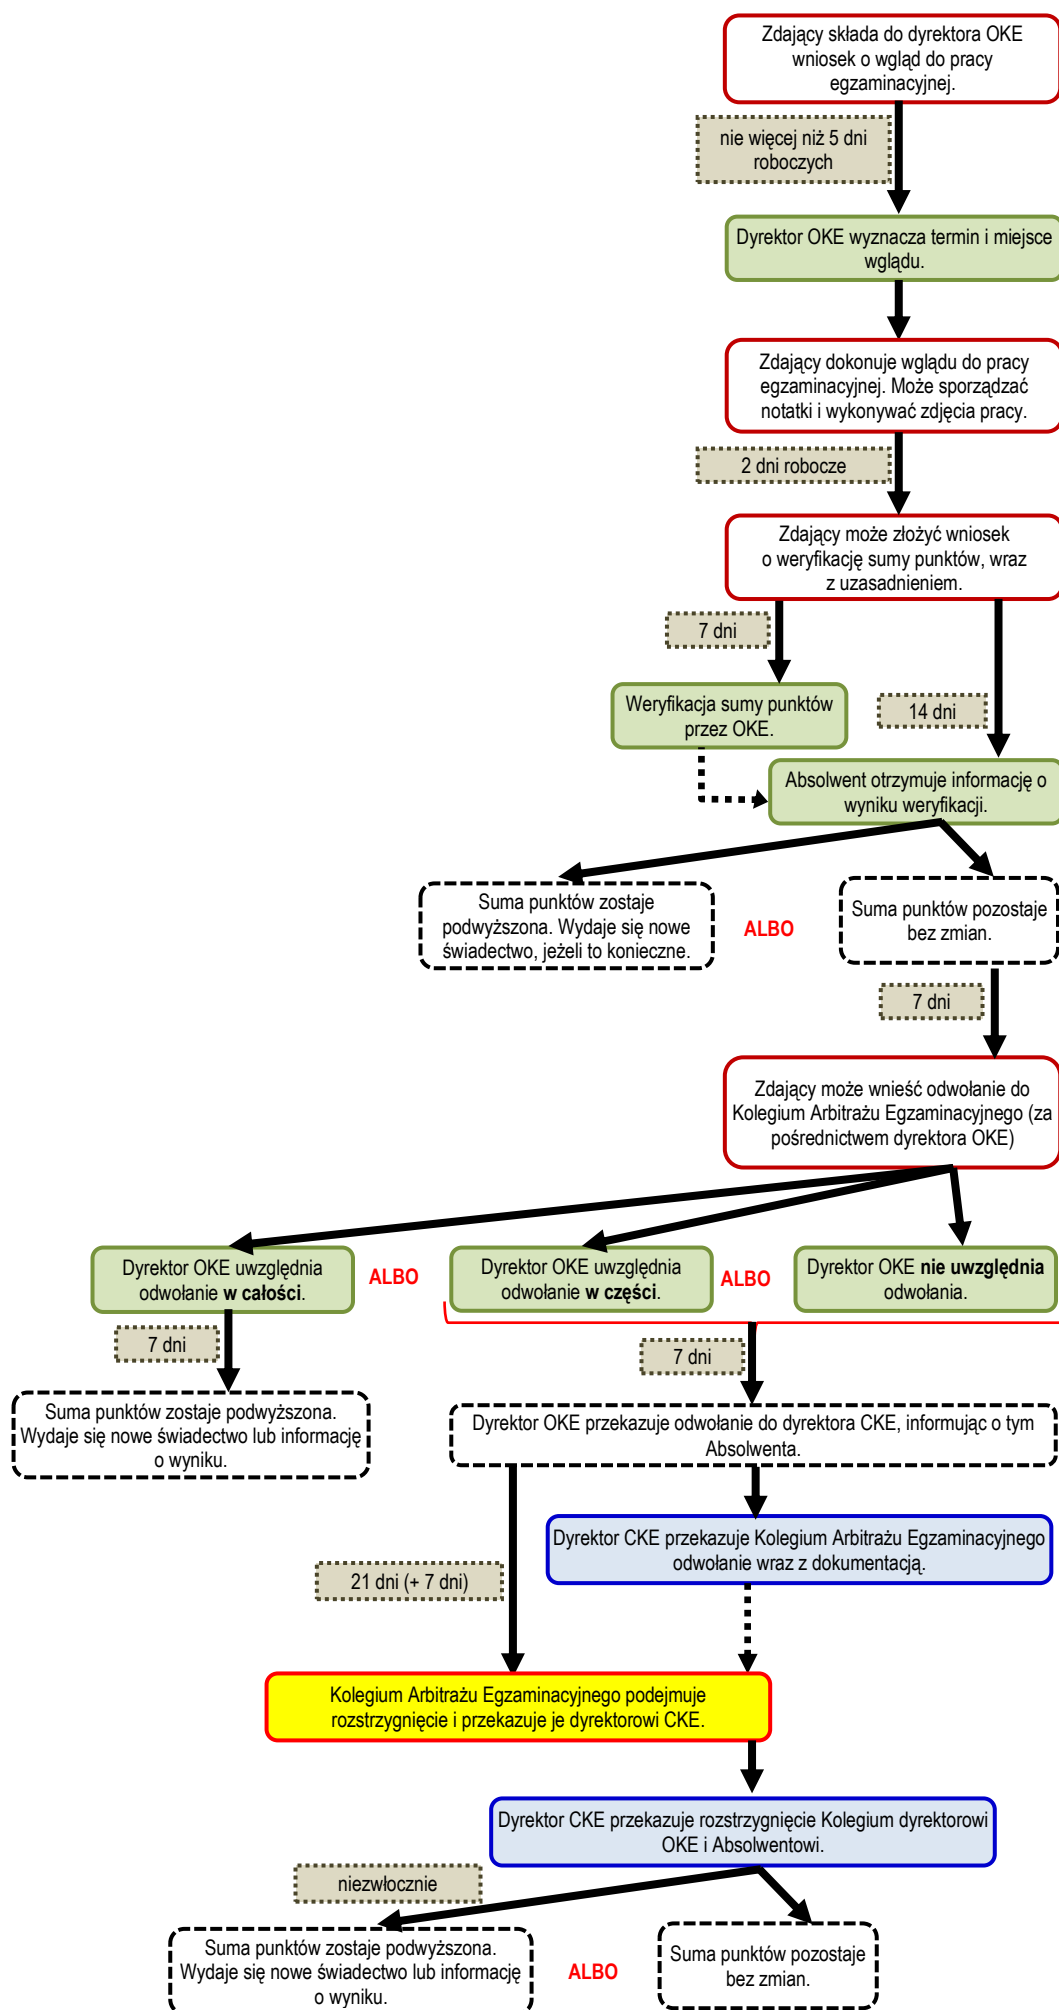 Zdający składa do dyrektora OKE
wniosek o wgląd do pracy
egzaminacyjnej.
nie więcej niż 5 dni
roboczych
Dyrektor OKE wyznacza termin i miejsce
wglądu.
Zdający dokonuje wglądu do pracy
egzaminacyjnej. Może sporządzać
notatki i wykonywać zdjęcia pracy.
2 dni robocze
Zdający może złożyć wniosek
o weryfikację sumy punktów, wraz
z uzasadnieniem.
7 dni
Weryfikacja sumy punktów
przez OKE.
14 dni
Absolwent otrzymuje informację o
wyniku weryfikacji.
Suma punktów zostaje
podwyższona. Wydaje się nowe
świadectwo, jeżeli to konieczne.
ALBO
Suma punktów pozostaje
bez zmian.
7 dni
Zdający może wnieść odwołanie do
Kolegium Arbitrażu Egzaminacyjnego (za
pośrednictwem dyrektora OKE)
Dyrektor OKE uwzględnia
odwołanie w całości.
ALBO
Dyrektor OKE uwzględnia
odwołanie w części.
ALBO
Dyrektor OKE nie uwzględnia
odwołania.
7 dni
7 dni
Suma punktów zostaje podwyższona.
Wydaje się nowe świadectwo lub informację
o wyniku.
Dyrektor OKE przekazuje odwołanie do dyrektora CKE, informując o tym
Absolwenta.
Dyrektor CKE przekazuje Kolegium Arbitrażu Egzaminacyjnego
odwołanie wraz z dokumentacją.
21 dni (+ 7 dni)
Kolegium Arbitrażu Egzaminacyjnego podejmuje
rozstrzygnięcie i przekazuje je dyrektorowi CKE.
Dyrektor CKE przekazuje rozstrzygnięcie Kolegium dyrektorowi
OKE i Absolwentowi.
niezwłocznie
Suma punktów zostaje podwyższona.
Wydaje się nowe świadectwo lub informację
o wyniku.
ALBO
Suma punktów pozostaje
bez zmian.